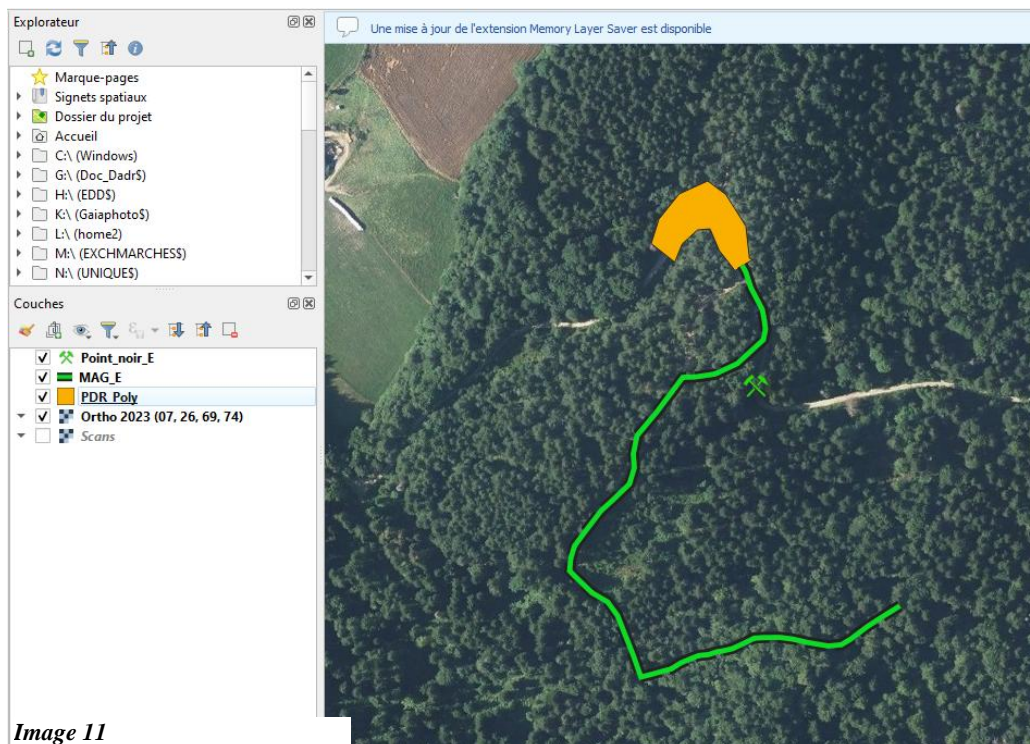 Explorateur
Marque-pages
Signets spatiaux
Dossier du projet
Accueil
C:\ (Windows)
G:\ (Doc_Dadr$)
H:\ (EDD$)
K:\ (Gaiaphoto$)
L:\ (home2)
M:\ (EXCHMARCHES$)
N:\ (UNIQUE$)
Couches
Point_noir_E
MAG_E
PDR_Poly
Ortho 2023 (07, 26, 69, 74)
Scans
Image 11
Une mise à jour de l'extension Memory Layer Saver est disponible